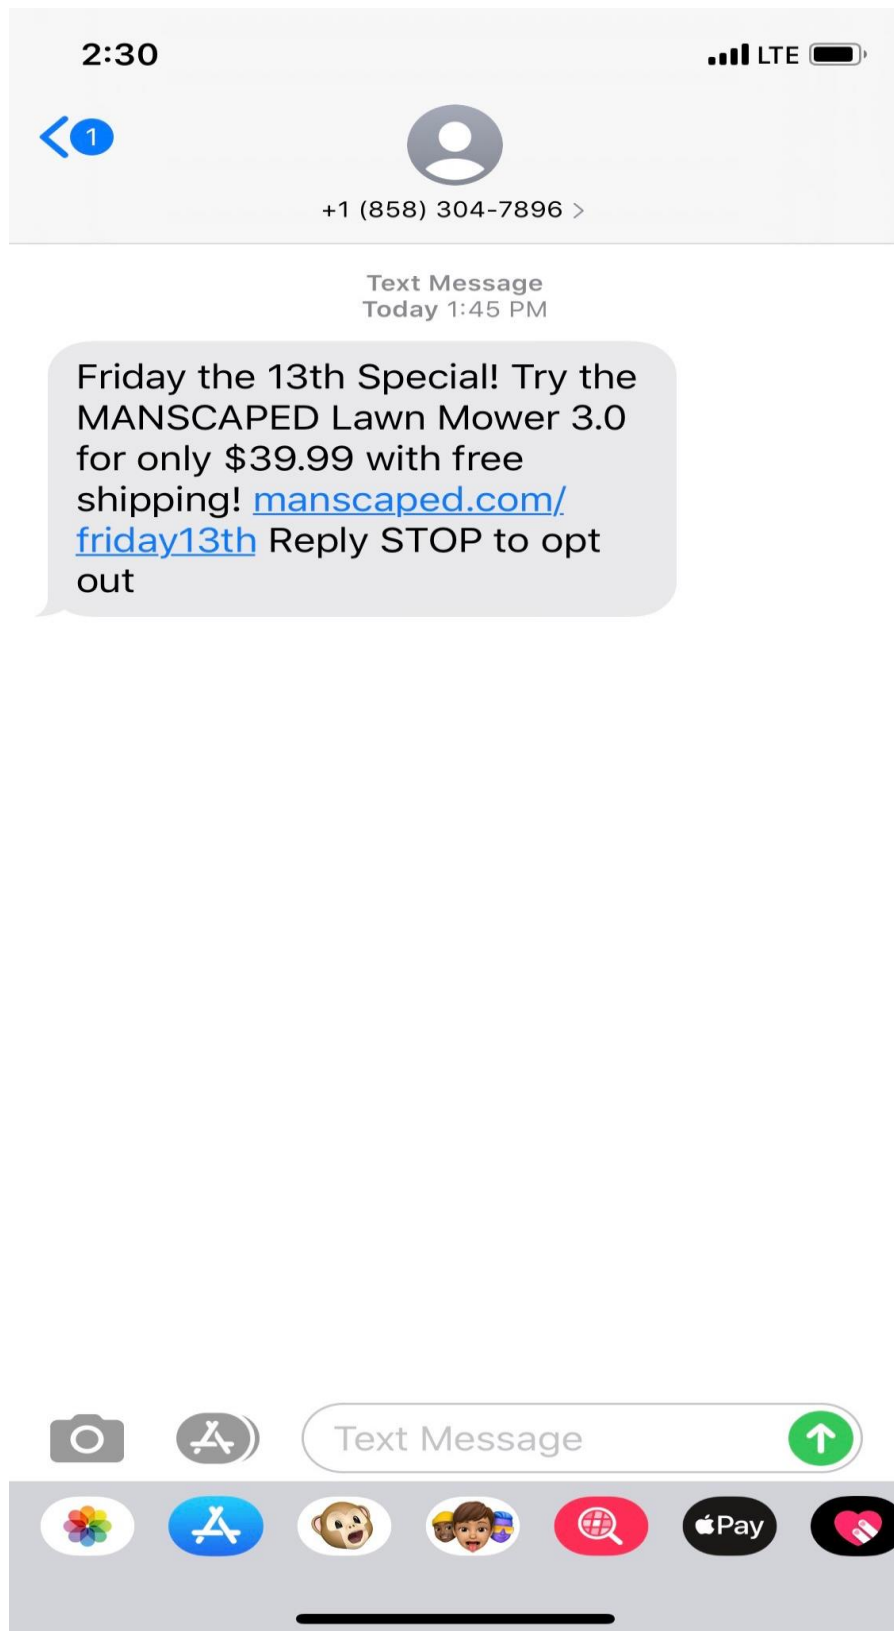 2:30
LTE
1
+1 (858) 304-7896 >
Text Message
Today 1:45 PM
Friday the 13th Special! Try the
MANSCAPED Lawn Mower 3.0
for only $39.99 with free
shipping! manscaped.com/
friday13th Reply STOP to opt
out
Text Message
Pay